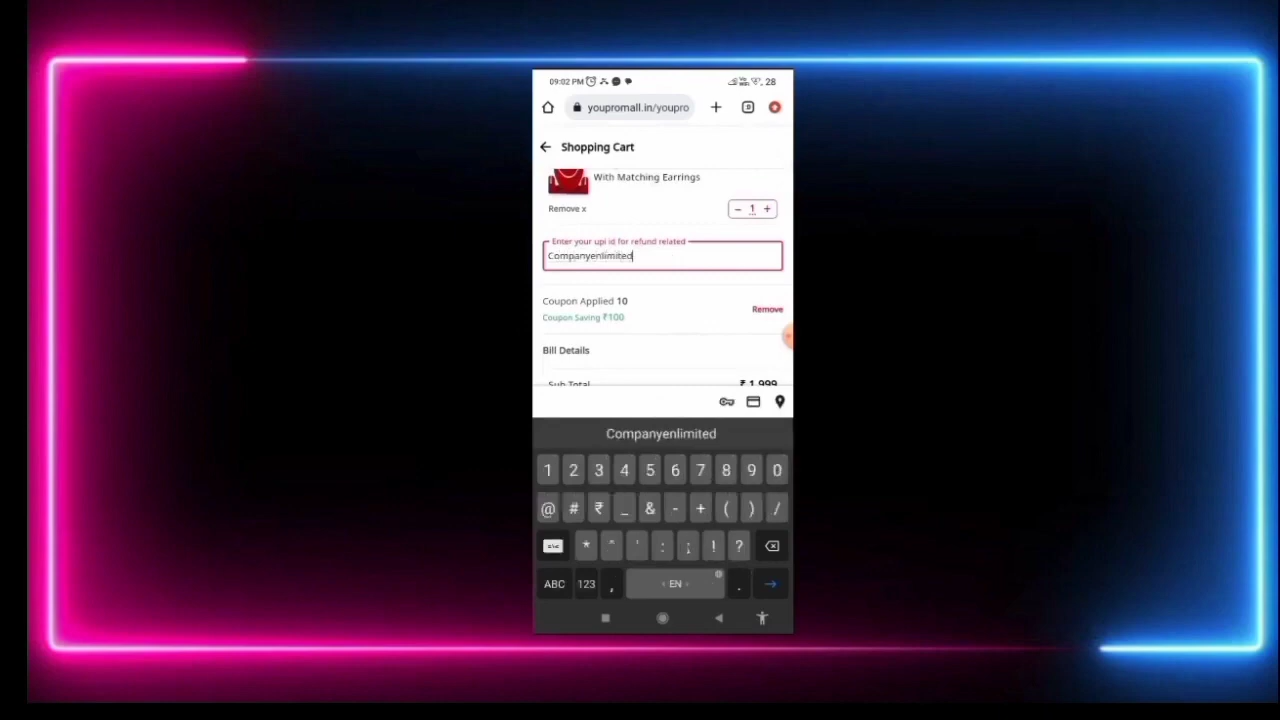 09:02 PM 28
youpromall.in/youpro
Shopping Cart
With Matching Earrings
Remove x
– 1 +
Enter your upi id for refund related
Companyenlimited
Coupon Applied 10
Remove
Coupon Saving ₹100
Bill Details
Sub Total ₹ 1,999
Companyenlimited
1 2 3 4 5 6 7 8 9 0
@ # ₹ _ & - + ( ) /
=\< * " ' : ; ! ?
ABC 123 , EN .